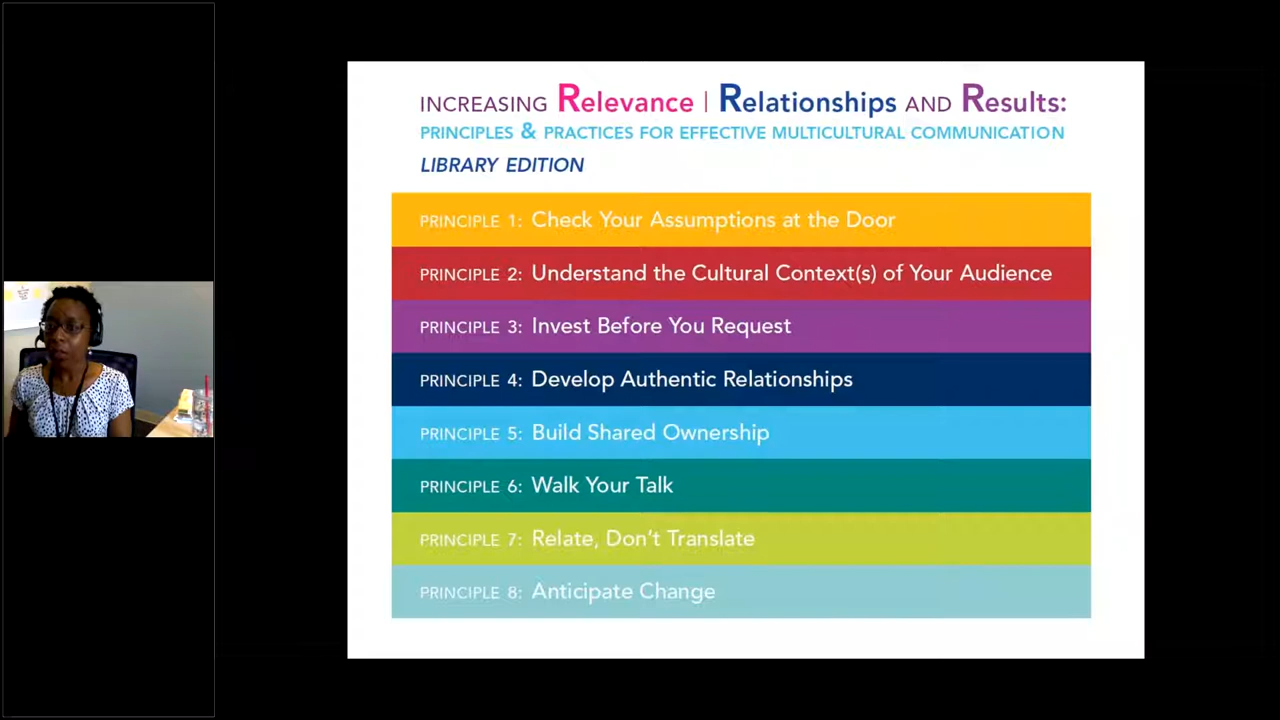 INCREASING Relevance | Relationships AND Results:
PRINCIPLES & PRACTICES FOR EFFECTIVE MULTICULTURAL COMMUNICATION
LIBRARY EDITION
PRINCIPLE 1: Check Your Assumptions at the Door
PRINCIPLE 2: Understand the Cultural Context(s) of Your Audience
PRINCIPLE 3: Invest Before You Request
PRINCIPLE 4: Develop Authentic Relationships
PRINCIPLE 5: Build Shared Ownership
PRINCIPLE 6: Walk Your Talk
PRINCIPLE 7: Relate, Don't Translate
PRINCIPLE 8: Anticipate Change